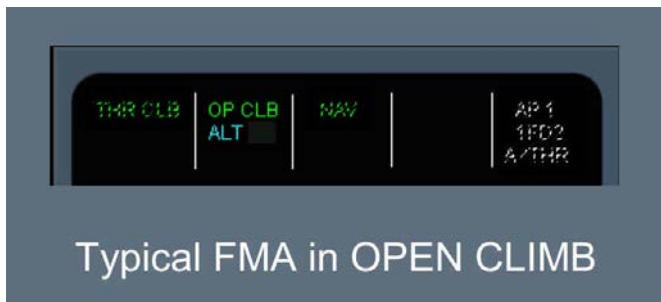 THR CLB OP CLB NAV AP 1
ALT 1FD2
A/THR
Typical FMA in OPEN CLIMB